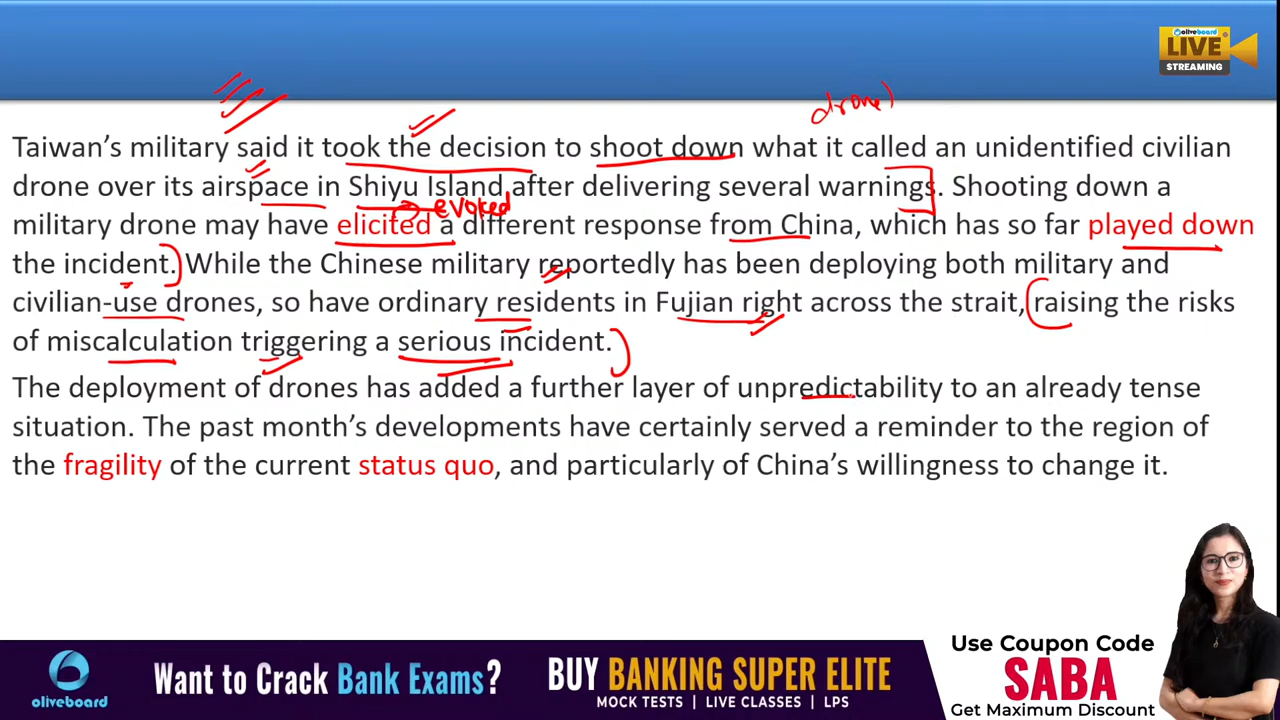 oliveboard
LIVE
STREAMING
drone)
Taiwan's military said it took the decision to shoot down what it called an unidentified civilian
drone over its airspace in Shiyu Island after delivering several warnings. Shooting down a
evoked
military drone may have elicited a different response from China, which has so far played down
the incident. While the Chinese military reportedly has been deploying both military and
civilian-use drones, so have ordinary residents in Fujian right across the strait, raising the risks
of miscalculation triggering a serious incident.
The deployment of drones has added a further layer of unpredictability to an already tense
situation. The past month's developments have certainly served a reminder to the region of
the fragility of the current status quo, and particularly of China's willingness to change it.
oliveboard
Want to Crack Bank Exams?
BUY BANKING SUPER ELITE
MOCK TESTS | LIVE CLASSES | LPS
Use Coupon Code
SABA
Get Maximum Discount